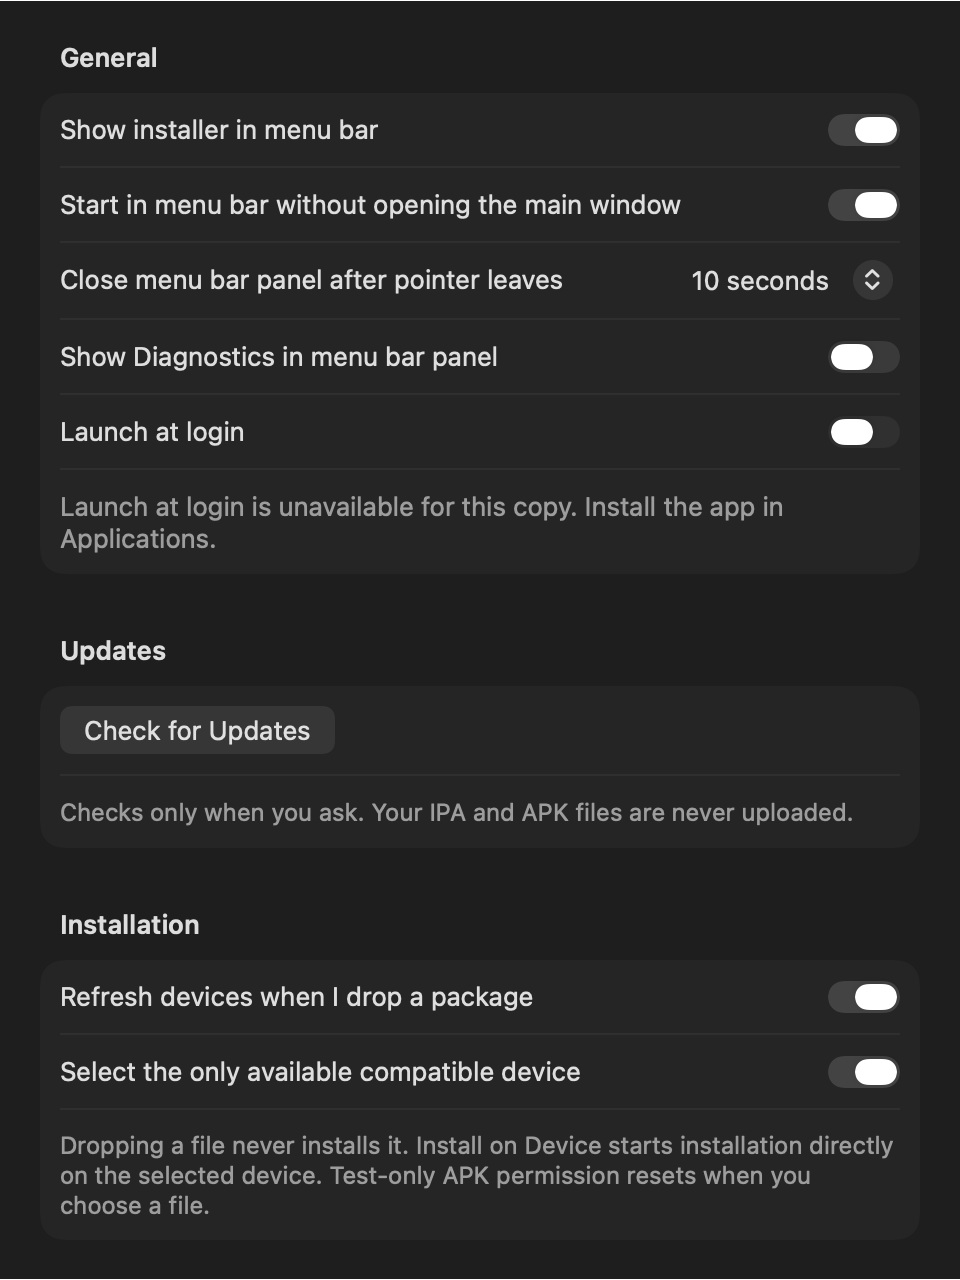 General
Show installer in menu bar
Start in menu bar without opening the main window
Close menu bar panel after pointer leaves 10 seconds
Show Diagnostics in menu bar panel
Launch at login
Launch at login is unavailable for this copy. Install the app in
Applications.
Updates
Check for Updates
Checks only when you ask. Your IPA and APK files are never uploaded.
Installation
Refresh devices when I drop a package
Select the only available compatible device
Dropping a file never installs it. Install on Device starts installation directly
on the selected device. Test-only APK permission resets when you
choose a file.